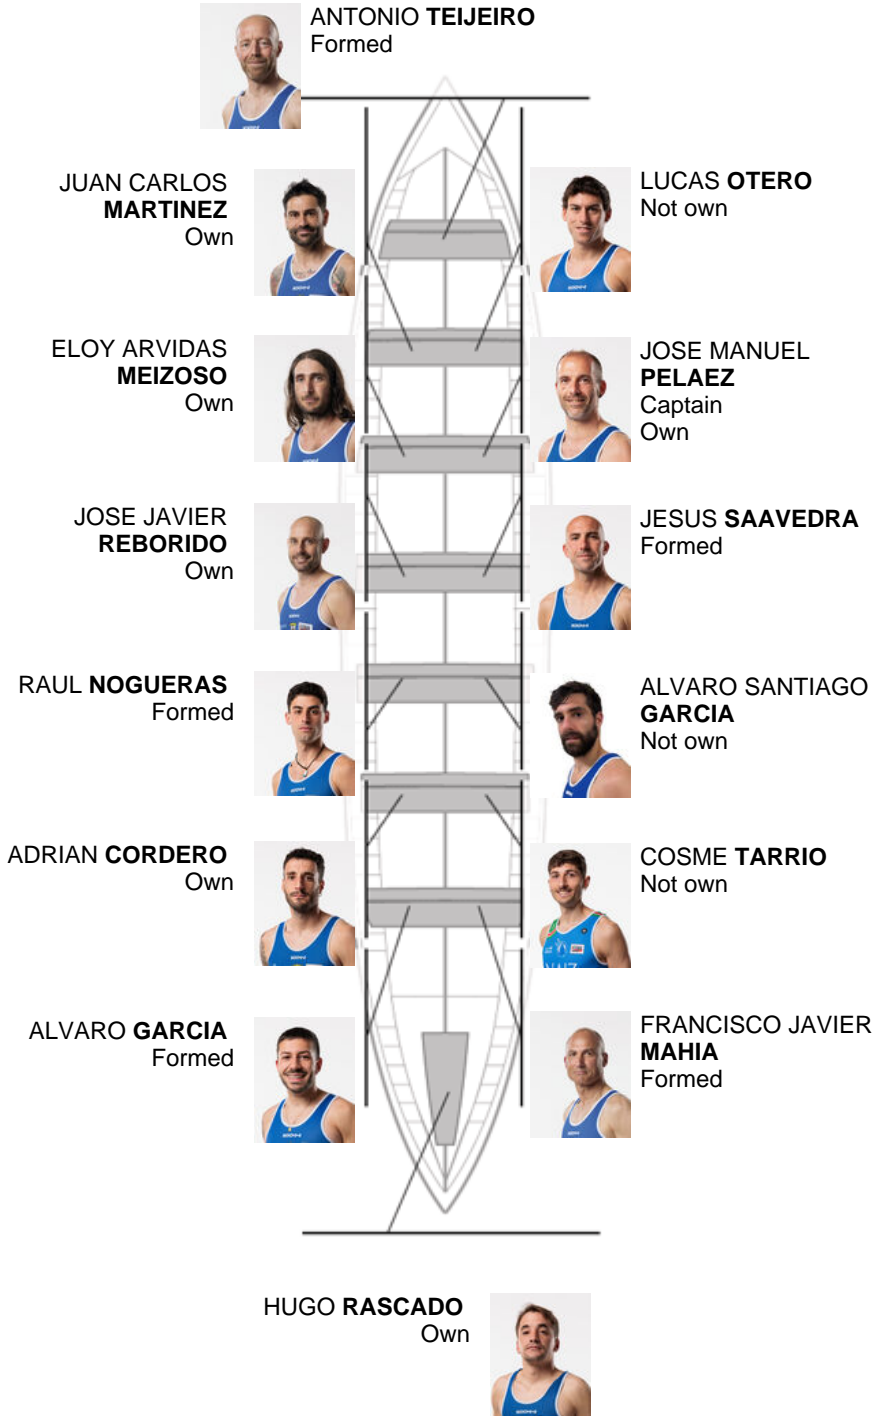 ANTONIO TEIJEIRO
Formed
JUAN CARLOS
MARTINEZ
Own
LUCAS OTERO
Not own
ELOY ARVIDAS
MEIZOSO
Own
JOSE MANUEL
PELAEZ
Captain
Own
JOSE JAVIER
REBORIDO
Own
JESUS SAAVEDRA
Formed
RAUL NOGUERAS
Formed
ALVARO SANTIAGO
GARCIA
Not own
ADRIAN CORDERO
Own
COSME TARRIO
Not own
ALVARO GARCIA
Formed
FRANCISCO JAVIER
MAHIA
Formed
HUGO RASCADO
Own